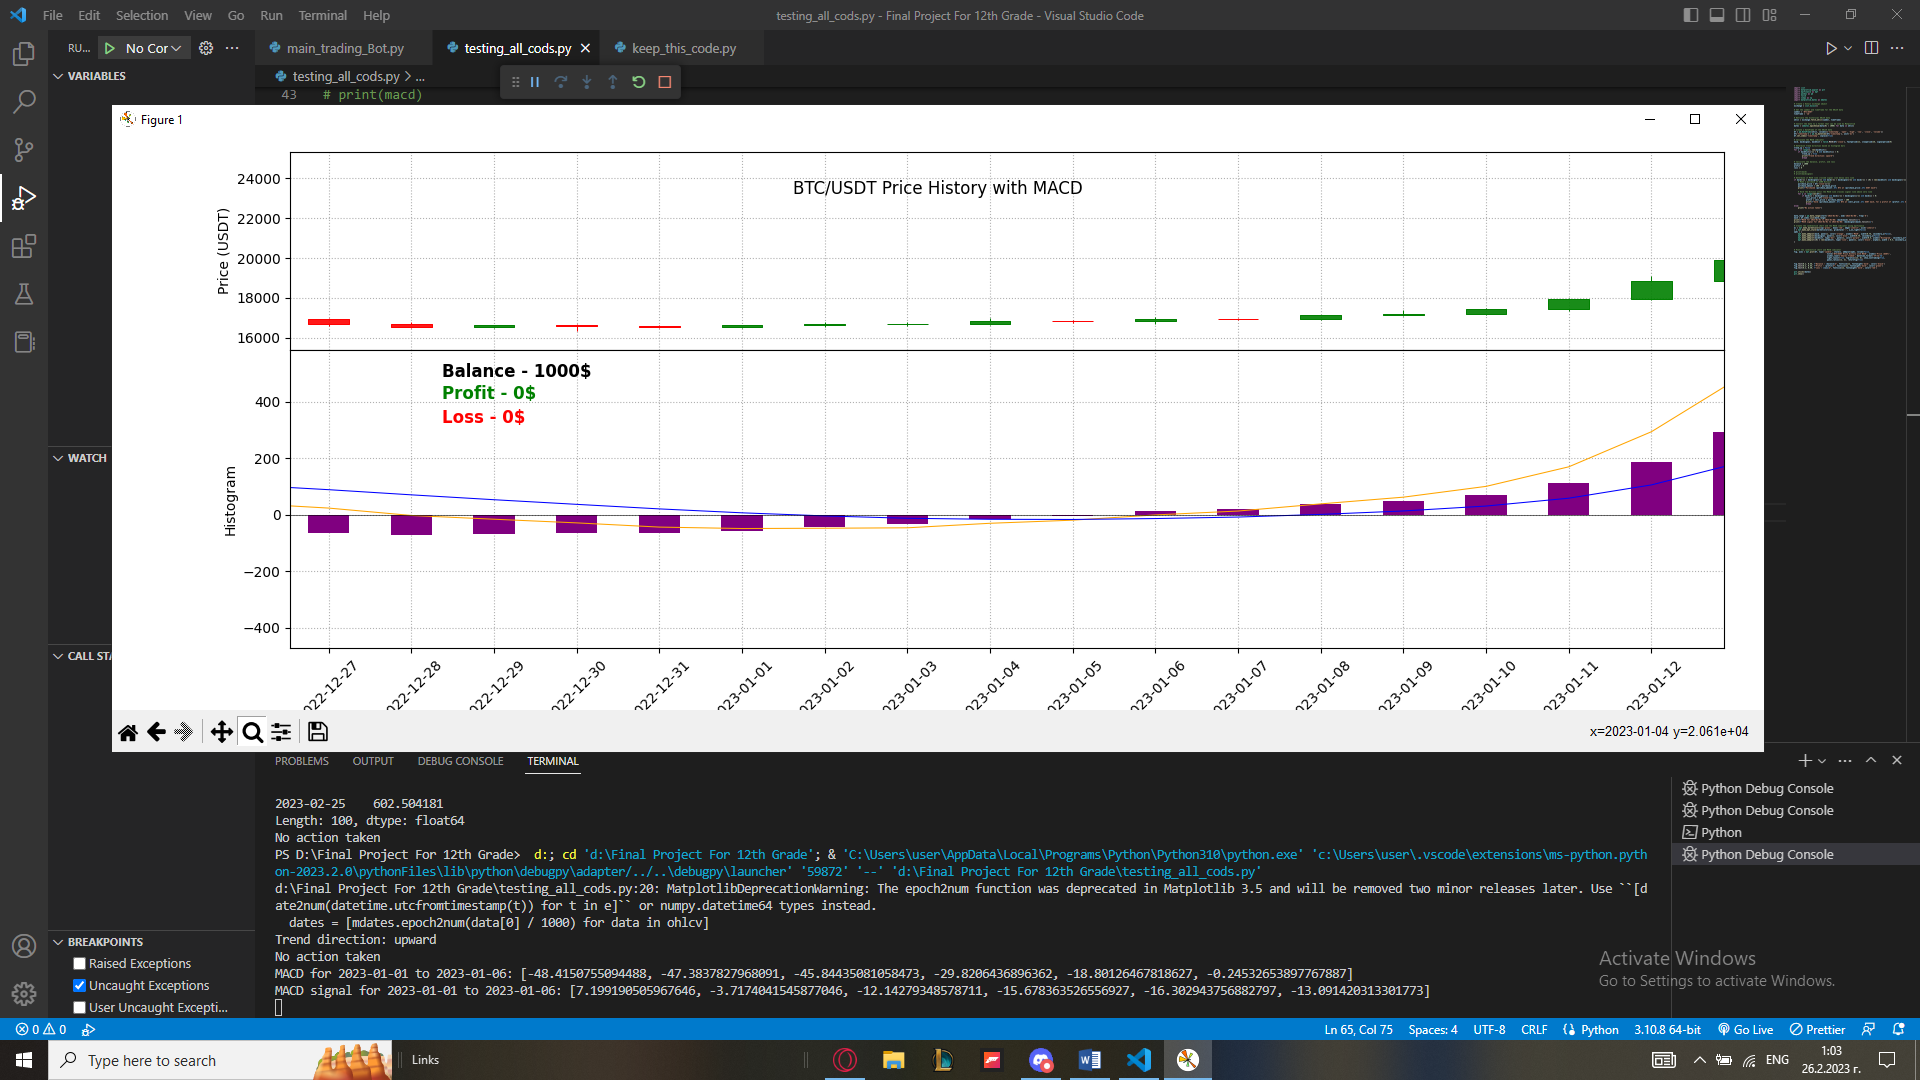 File Edit Selection View Go Run Terminal Help
testing_all_cods.py - Final Project For 12th Grade - Visual Studio Code
RU... No Cor
main_trading_Bot.py
testing_all_cods.py
keep_this_code.py
VARIABLES
testing_all_cods.py > ...
43 # print(macd)
Figure 1
BTC/USDT Price History with MACD
24000
22000
20000
18000
16000
Price (USDT)
Balance - 1000$
Profit - 0$
Loss - 0$
400
200
0
−200
−400
Histogram
022-12-27
022-12-28
022-12-29
022-12-30
022-12-31
023-01-01
023-01-02
023-01-03
023-01-04
023-01-05
023-01-06
023-01-07
023-01-08
023-01-09
023-01-10
023-01-11
023-01-12
x=2023-01-04 y=2.061e+04
WATCH
CALL STA
PROBLEMS OUTPUT DEBUG CONSOLE TERMINAL
2023-02-25 602.504181
Length: 100, dtype: float64
No action taken
PS D:\Final Project For 12th Grade> d:; cd 'd:\Final Project For 12th Grade'; & 'C:\Users\user\AppData\Local\Programs\Python\Python310\python.exe' 'c:\Users\user\.vscode\extensions\ms-python.pyth
on-2023.2.0\pythonFiles\lib\python\debugpy\adapter/../..\debugpy\launcher' '59872' '--' 'd:\Final Project For 12th Grade\testing_all_cods.py'
d:\Final Project For 12th Grade\testing_all_cods.py:20: MatplotlibDeprecationWarning: The epoch2num function was deprecated in Matplotlib 3.5 and will be removed two minor releases later. Use ``[d
ate2num(datetime.utcfromtimestamp(t)) for t in e]`` or numpy.datetime64 types instead.
dates = [mdates.epoch2num(data[0] / 1000) for data in ohlcv]
Trend direction: upward
No action taken
MACD for 2023-01-01 to 2023-01-06: [-48.4150755094488, -47.3837827968091, -45.84435081058473, -29.8206436896362, -18.80126467818627, -0.24532653897767887]
MACD signal for 2023-01-01 to 2023-01-06: [7.199190505967646, -3.7174041545877046, -12.14279348578711, -15.678363526556927, -16.302943756882797, -13.091420313301773]
Python Debug Console
Python Debug Console
Python
Python Debug Console
BREAKPOINTS
Raised Exceptions
Uncaught Exceptions
User Uncaught Excepti...
Activate Windows
Go to Settings to activate Windows.
0 0
Ln 65, Col 75 Spaces: 4 UTF-8 CRLF Python 3.10.8 64-bit Go Live Prettier
Type here to search
Links
ENG
1:03
26.2.2023 г.